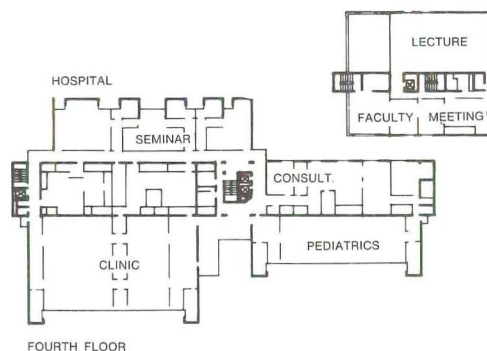 LECTURE
HOSPITAL
FACULTY MEETING
SEMINAR
CONSULT.
PEDIATRICS
CLINIC
FOURTH FLOOR